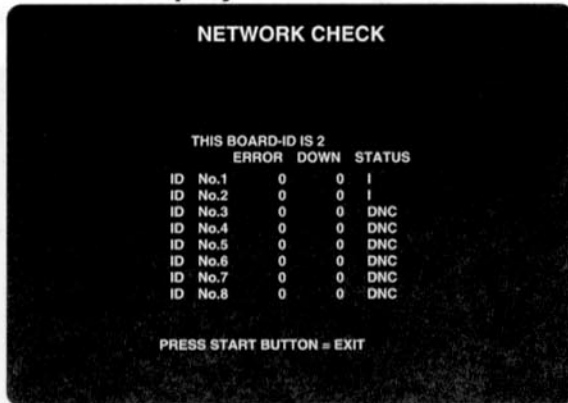 NETWORK CHECK
THIS BOARD-ID IS 2
ERROR DOWN STATUS
ID No.1 0 0 I
ID No.2 0 0 I
ID No.3 0 0 DNC
ID No.4 0 0 DNC
ID No.5 0 0 DNC
ID No.6 0 0 DNC
ID No.7 0 0 DNC
ID No.8 0 0 DNC
PRESS START BUTTON = EXIT